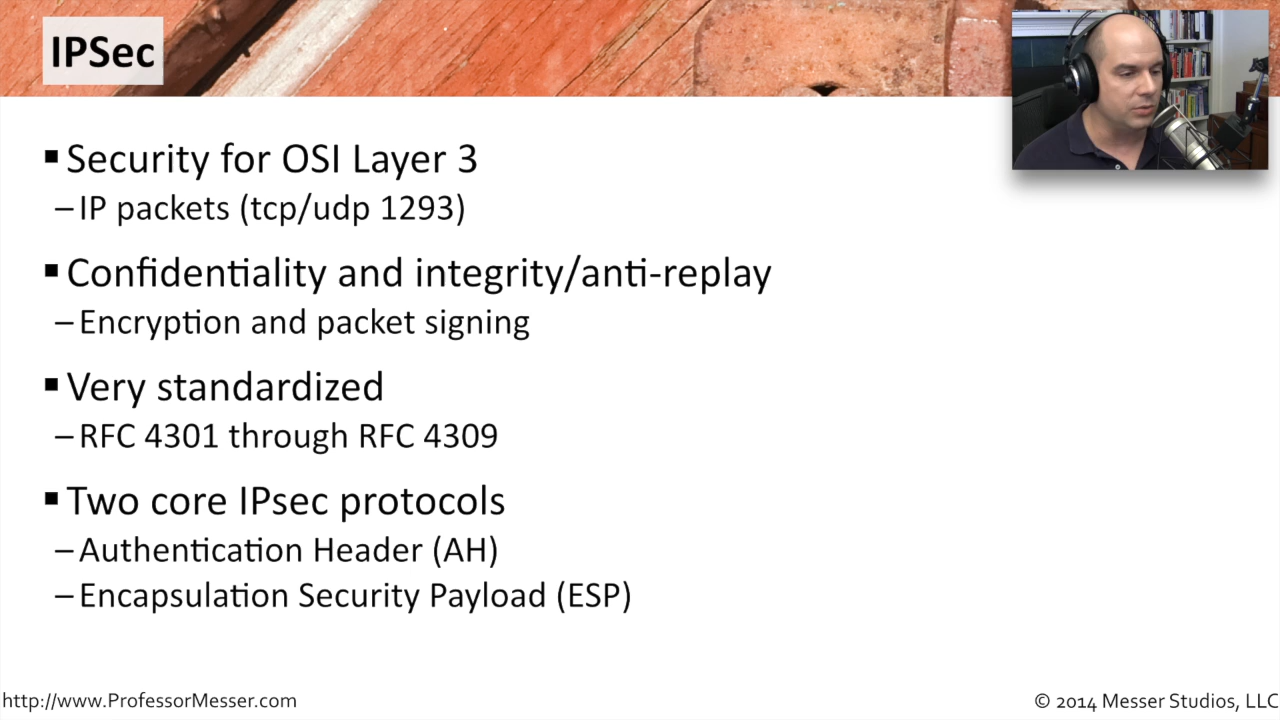 IPSec
▪ Security for OSI Layer 3
– IP packets (tcp/udp 1293)
▪ Confidentiality and integrity/anti-replay
– Encryption and packet signing
▪ Very standardized
– RFC 4301 through RFC 4309
▪ Two core IPsec protocols
– Authentication Header (AH)
– Encapsulation Security Payload (ESP)
http://www.ProfessorMesser.com
© 2014 Messer Studios, LLC